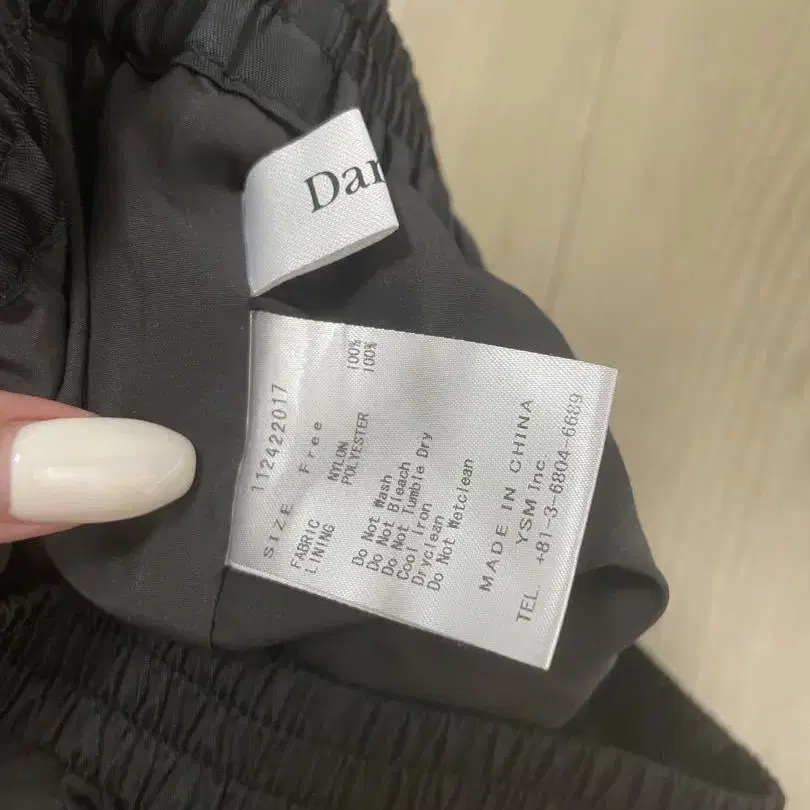 Dar
112422017
SIZE Free
FABRIC NYLON 100%
LINING POLYESTER 100%
Do Not Wash
Do Not Bleach
Do Not Tumble Dry
Cool Iron
Dryclean
Do Not Wetclean
MADE IN CHINA
YSM Inc.
TEL. +81-3-6804-6689